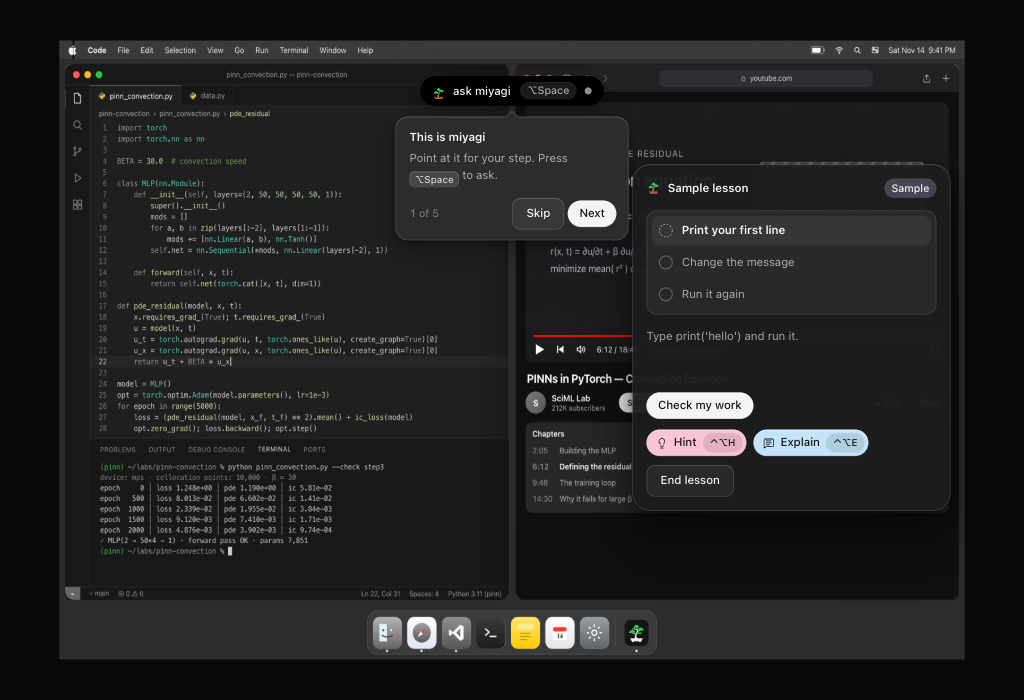 Code File Edit Selection View Go Run Terminal Window Help
Sat Nov 14 9:41 PM
pinn_convection.py — pinn-convection
pinn_convection.py
data.py
pinn-convection › pinn_convection.py › pde_residual
1 import torch
2 import torch.nn as nn
3
4 BETA = 30.0 # convection speed
5
6 class MLP(nn.Module):
7 def __init__(self, layers=(2, 50, 50, 50, 50, 1)):
8 super().__init__()
9 mods = []
10 for a, b in zip(layers[:-2], layers[1:-1]):
11 mods += [nn.Linear(a, b), nn.Tanh()]
12 self.net = nn.Sequential(*mods, nn.Linear(layers[-2], 1))
13
14 def forward(self, x, t):
15 return self.net(torch.cat([x, t], dim=1))
16
17 def pde_residual(model, x, t):
18 x.requires_grad_(True); t.requires_grad_(True)
19 u = model(x, t)
20 u_t = torch.autograd.grad(u, t, torch.ones_like(u), create_graph=True)[0]
21 u_x = torch.autograd.grad(u, x, torch.ones_like(u), create_graph=True)[0]
22 return u_t + BETA * u_x
23
24 model = MLP()
25 opt = torch.optim.Adam(model.parameters(), lr=1e-3)
26 for epoch in range(5000):
27 loss = (pde_residual(model, x_f, t_f) ** 2).mean() + ic_loss(model)
28 opt.zero_grad(); loss.backward(); opt.step()
PROBLEMS OUTPUT DEBUG CONSOLE TERMINAL PORTS
(pinn) ~/labs/pinn-convection % python pinn_convection.py --check step3
device: mps · collocation points: 10,000 · β = 30
epoch 0 | loss 1.248e+00 | pde 1.190e+00 | ic 5.81e-02
epoch 500 | loss 8.013e-02 | pde 6.602e-02 | ic 1.41e-02
epoch 1000 | loss 2.339e-02 | pde 1.955e-02 | ic 3.84e-03
epoch 1500 | loss 9.120e-03 | pde 7.410e-03 | ic 1.71e-03
epoch 2000 | loss 4.876e-03 | pde 3.902e-03 | ic 9.74e-04
✓ MLP(2 → 50×4 → 1) · forward pass OK · params 7,851
(pinn) ~/labs/pinn-convection %
main 0 0 Ln 22, Col 31 Spaces: 4 Python 3.11 (pinn)
ask miyagi ⌥Space
This is miyagi
Point at it for your step. Press
⌥Space to ask.
1 of 5
Skip
Next
youtube.com
RESIDUAL
equation
r(x, t) = ∂u/∂t + β ∂u/
minimize mean( r²
6:12 / 18:4
PINNs in PyTorch — Convection Equation
S
SciML Lab
212K subscribers
Chapters
2:05 Building the MLP
6:12 Defining the residual
9:48 The training loop
14:30 Why it fails for large β
Sample lesson
Sample
Print your first line
Change the message
Run it again
Type print('hello') and run it.
Check my work
Hint ^⌥H
Explain ^⌥E
End lesson
14